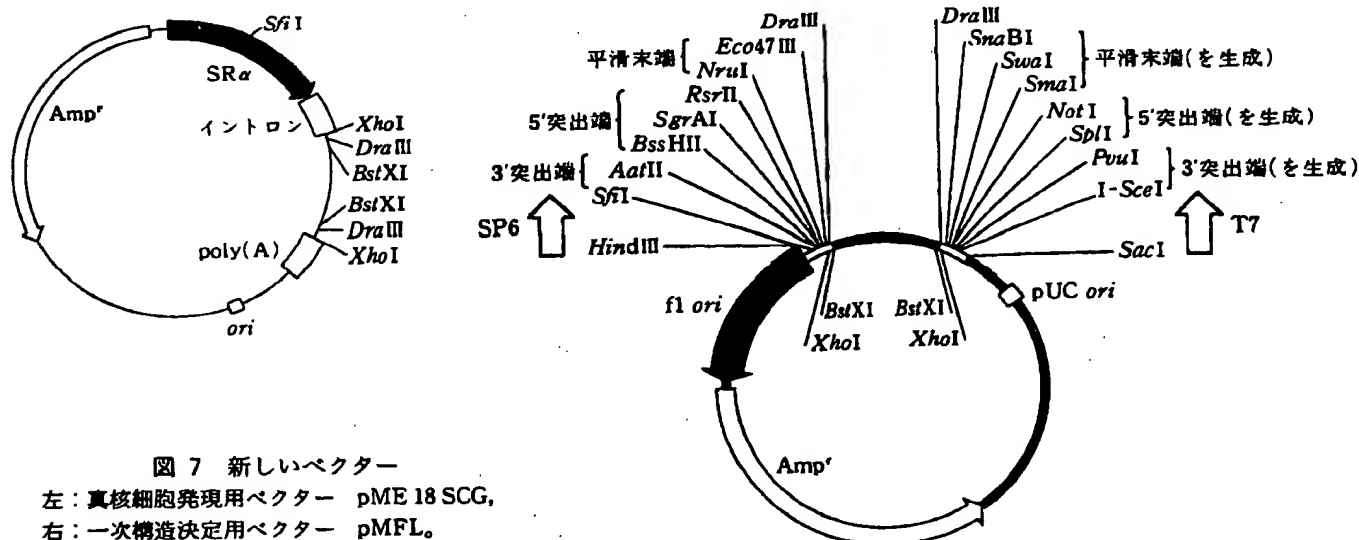 SfiI
SRα
Ampʳ
イントロン
XhoI
DraIII
BstXI
BstXI
DraIII
XhoI
poly(A)
ori
DraIII
Eco47III
平滑末端
NruI
RsrII
5'突出端
SgrAI
BssHII
3'突出端
AatII
SfiI
SP6
HindIII
DraIII
SnaBI
SwaI
平滑末端(を生成)
SmaI
NotI
5'突出端(を生成)
SplI
PvuI
3'突出端(を生成)
I-SceI
T7
SacI
f1 ori
BstXI
BstXI
XhoI
XhoI
pUC ori
Ampʳ
図 7 新しいベクター
左:真核細胞発現用ベクター pME 18 SCG,
右:一次構造決定用ベクター pMFL。